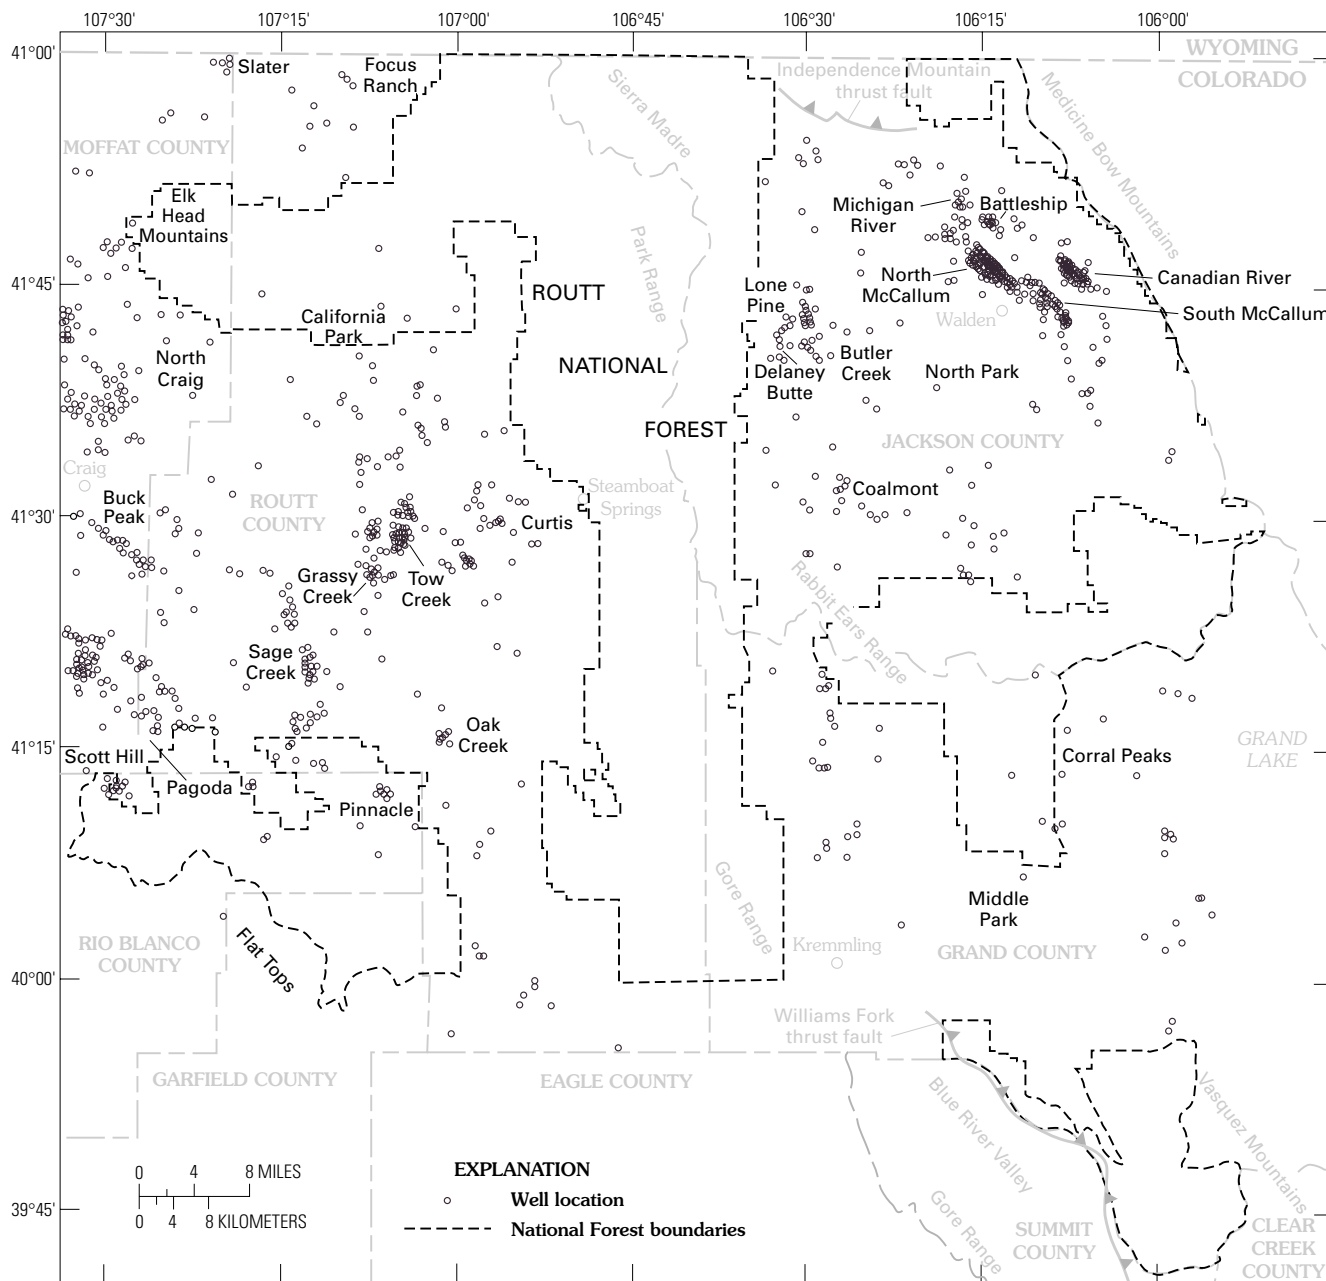 107°30'
107°15'
107°00'
106°45'
106°30'
106°15'
106°00'
41°00'
41°45'
41°30'
41°15'
40°00'
39°45'
WYOMING
COLORADO
Slater
Focus
Ranch
Independence Mountain
thrust fault
Sierra Madre
Medicine Bow Mountains
MOFFAT COUNTY
Elk
Head
Mountains
Michigan
River
Battleship
Park Range
ROUTT
NATIONAL
FOREST
North
McCallum
Canadian River
South McCallum
Walden
Lone
Pine
California
Park
North
Craig
Delaney
Butte
Butler
Creek
North Park
JACKSON COUNTY
Craig
Buck
Peak
ROUTT
COUNTY
Steamboat
Springs
Coalmont
Curtis
Grassy
Creek
Tow
Creek
Rabbit Ears Range
Sage
Creek
Oak
Creek
Scott Hill
Pagoda
Pinnacle
Corral Peaks
GRAND
LAKE
Gore Range
Middle
Park
RIO BLANCO
COUNTY
Flat Tops
Kremmling
GRAND COUNTY
Williams Fork
thrust fault
GARFIELD COUNTY
EAGLE COUNTY
Blue River Valley
Vasquez Mountains
Gore Range
SUMMIT
COUNTY
CLEAR
CREEK
COUNTY
0 4 8 MILES
0 4 8 KILOMETERS
EXPLANATION
Well location
National Forest boundaries